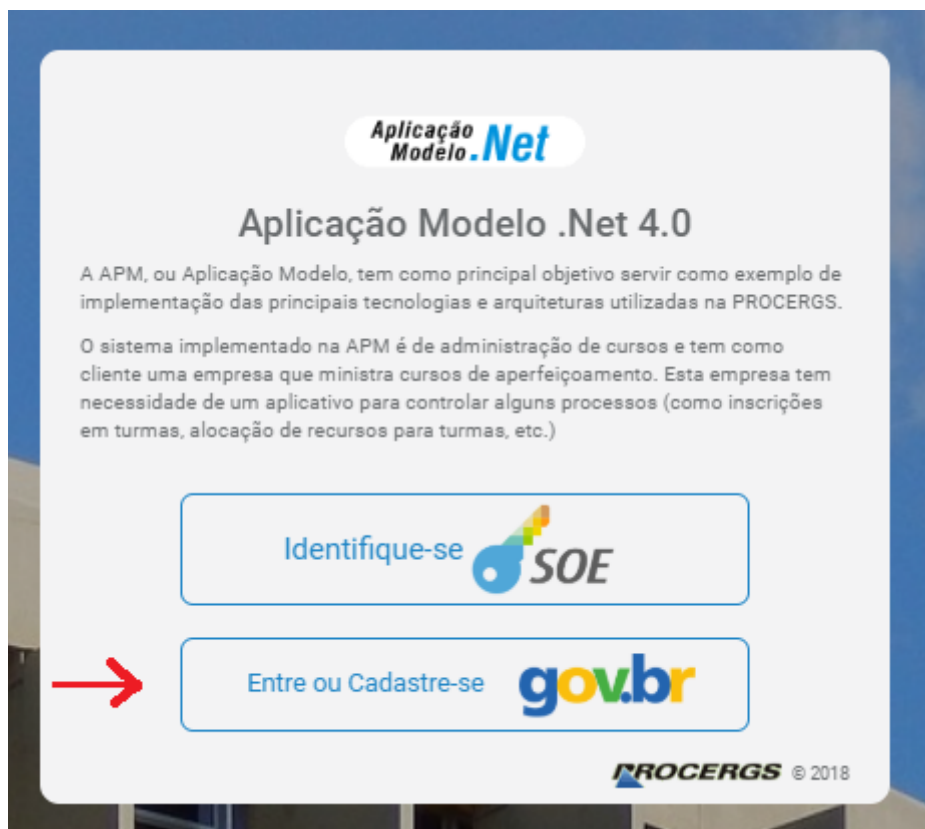 Aplicação
Modelo.Net
Aplicação Modelo .Net 4.0
A APM, ou Aplicação Modelo, tem como principal objetivo servir como exemplo de
implementação das principais tecnologias e arquiteturas utilizadas na PROCERGS.
O sistema implementado na APM é de administração de cursos e tem como
cliente uma empresa que ministra cursos de aperfeiçoamento. Esta empresa tem
necessidade de um aplicativo para controlar alguns processos (como inscrições
em turmas, alocação de recursos para turmas, etc.)
Identifique-se SOE
Entre ou Cadastre-se gov.br
PROCERGS © 2018